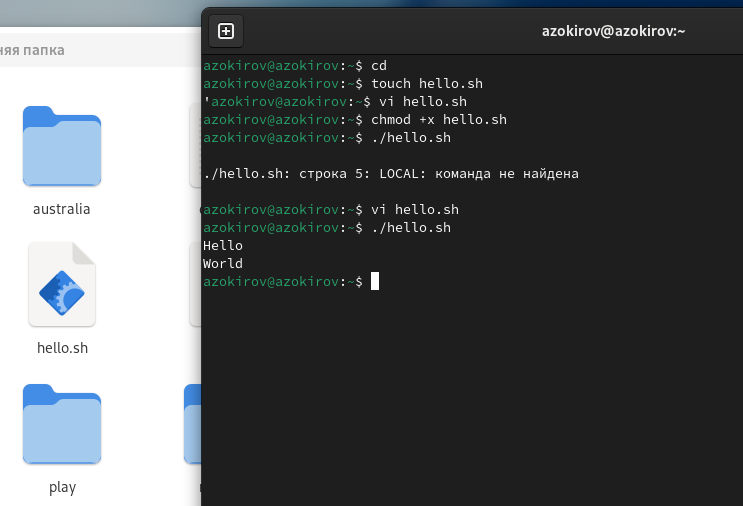 няя папка
australia
hello.sh
play
azokirov@azokirov:~
azokirov@azokirov:~$ cd
azokirov@azokirov:~$ touch hello.sh
'azokirov@azokirov:~$ vi hello.sh
azokirov@azokirov:~$ chmod +x hello.sh
azokirov@azokirov:~$ ./hello.sh
./hello.sh: строка 5: LOCAL: команда не найдена
azokirov@azokirov:~$ vi hello.sh
azokirov@azokirov:~$ ./hello.sh
Hello
World
azokirov@azokirov:~$